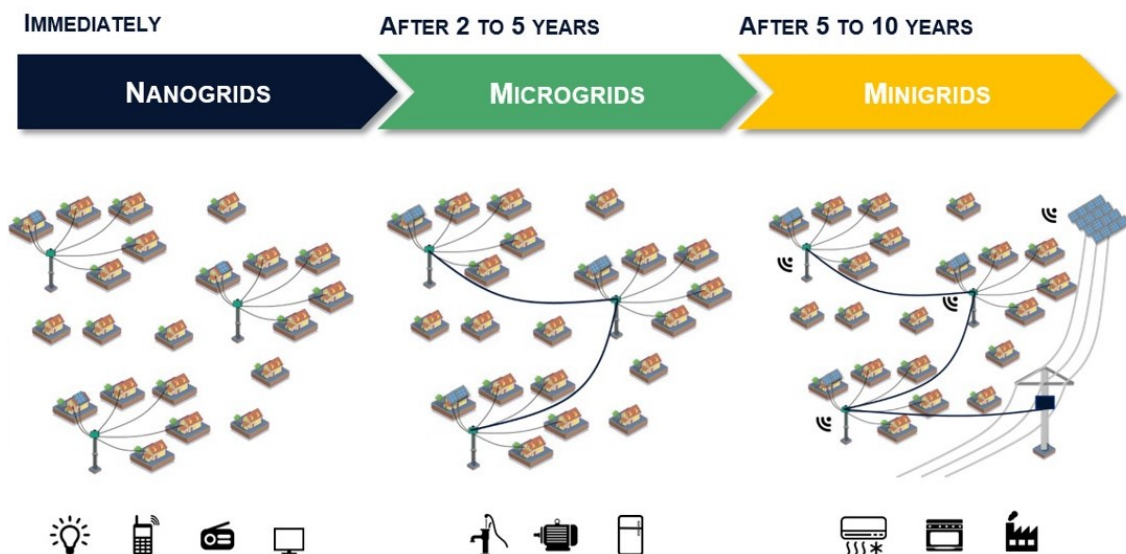 IMMEDIATELY
AFTER 2 TO 5 YEARS
AFTER 5 TO 10 YEARS
NANOGRIDS
MICROGRIDS
MINIGRIDS